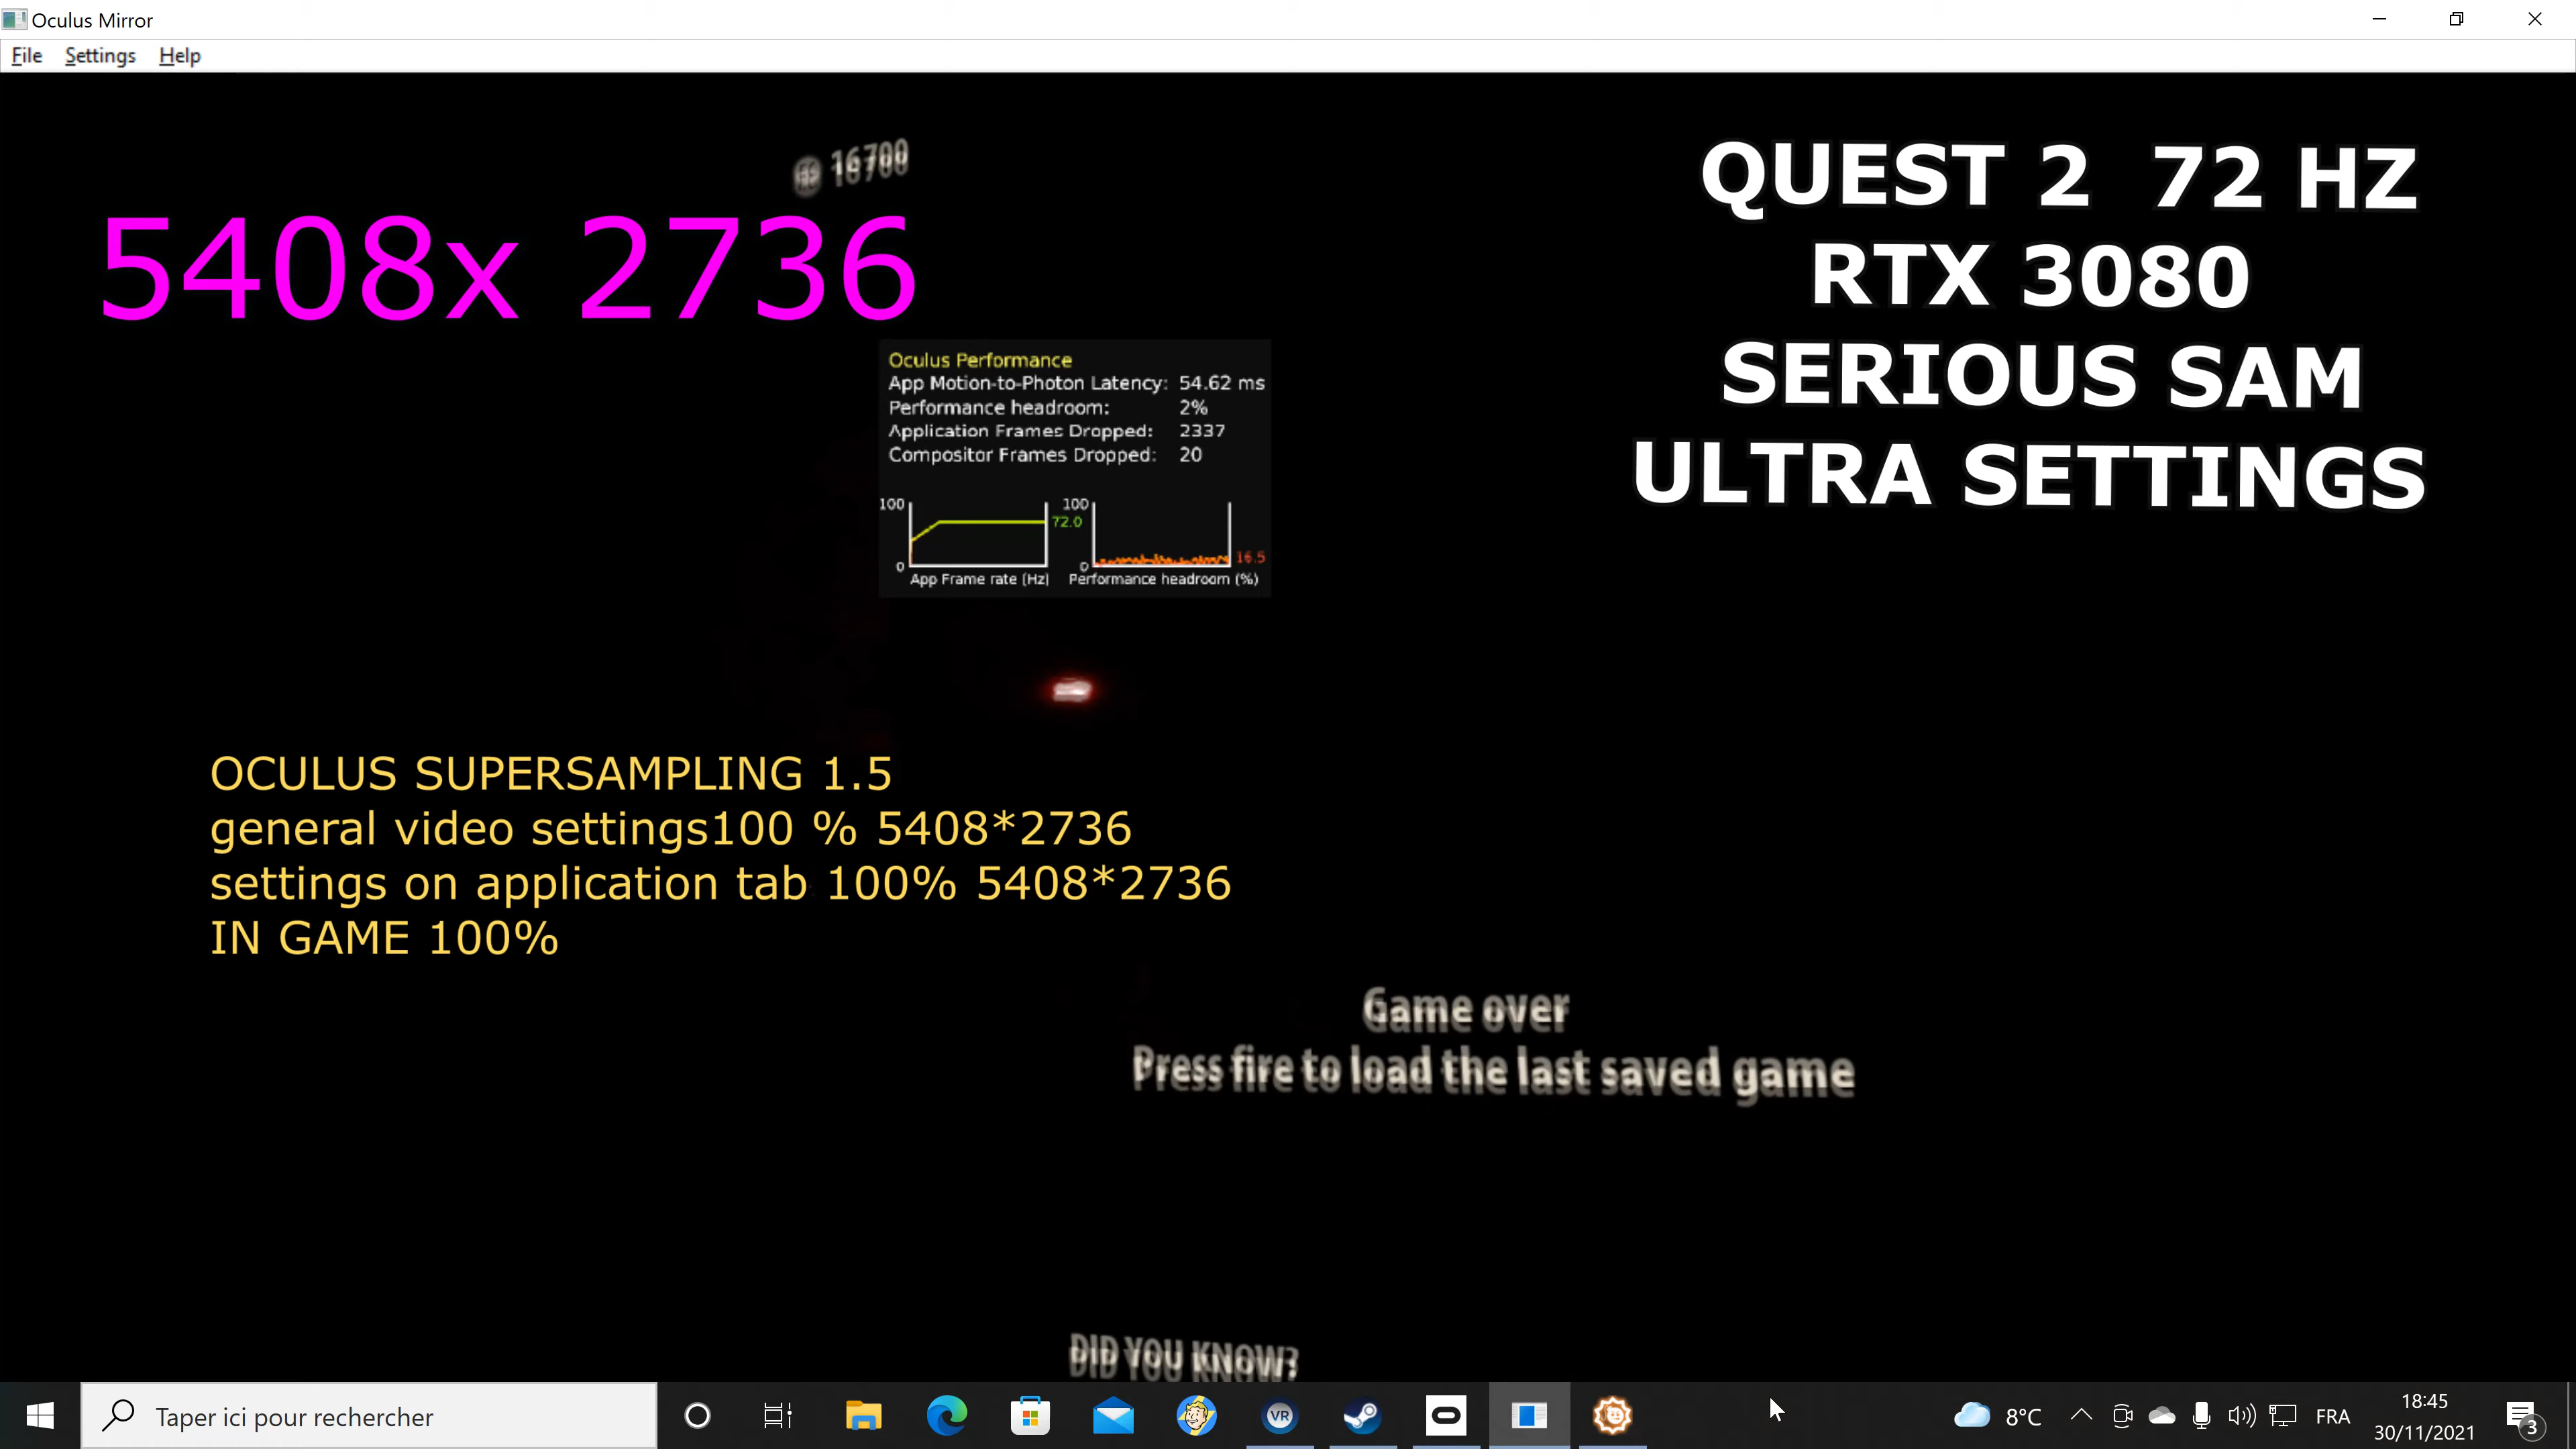 Oculus Mirror
File Settings Help
16700
5408x 2736
QUEST 2 72 HZ
RTX 3080
SERIOUS SAM
ULTRA SETTINGS
Oculus Performance
App Motion-to-Photon Latency: 54.62 ms
Performance headroom: 2%
Application Frames Dropped: 2337
Compositor Frames Dropped: 20
100
72.0
0
App Frame rate (Hz)
100
16.5
0
Performance headroom (%)
OCULUS SUPERSAMPLING 1.5
general video settings100 % 5408*2736
settings on application tab 100% 5408*2736
IN GAME 100%
Game over
Press fire to load the last saved game
DID YOU KNOW?
Taper ici pour rechercher
VR
8°C
FRA
18:45
30/11/2021
3